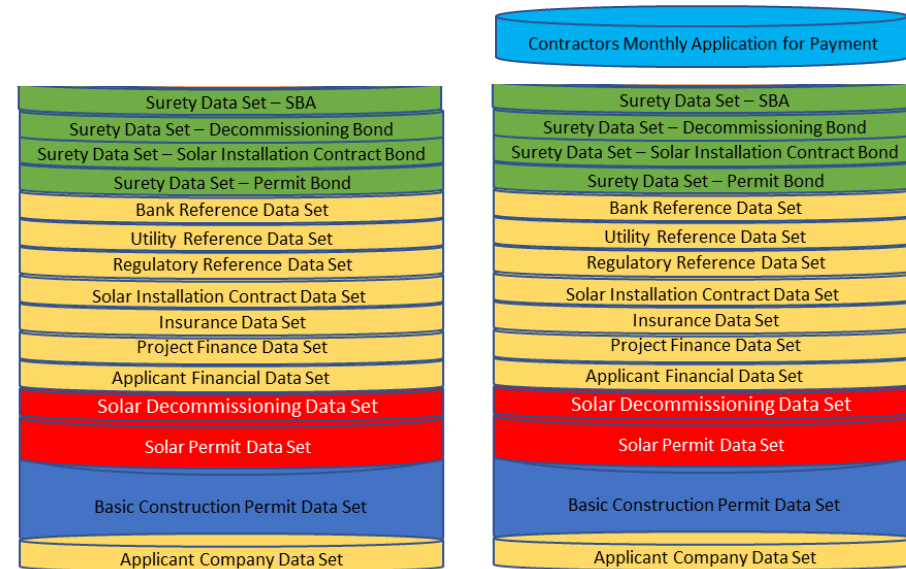 Contractors Monthly Application for Payment
Surety Data Set – SBA
Surety Data Set – Decommissioning Bond
Surety Data Set – Solar Installation Contract Bond
Surety Data Set – Permit Bond
Bank Reference Data Set
Utility Reference Data Set
Regulatory Reference Data Set
Solar Installation Contract Data Set
Insurance Data Set
Project Finance Data Set
Applicant Financial Data Set
Solar Decommissioning Data Set
Solar Permit Data Set
Basic Construction Permit Data Set
Applicant Company Data Set
Surety Data Set – SBA
Surety Data Set – Decommissioning Bond
Surety Data Set – Solar Installation Contract Bond
Surety Data Set – Permit Bond
Bank Reference Data Set
Utility Reference Data Set
Regulatory Reference Data Set
Solar Installation Contract Data Set
Insurance Data Set
Project Finance Data Set
Applicant Financial Data Set
Solar Decommissioning Data Set
Solar Permit Data Set
Basic Construction Permit Data Set
Applicant Company Data Set